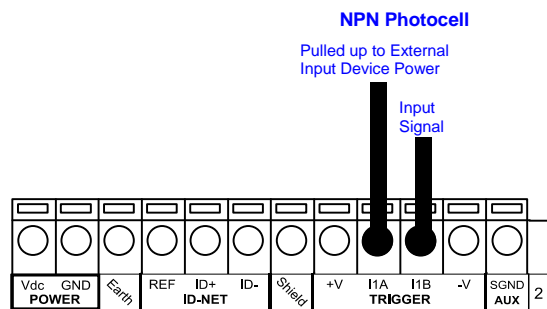 NPN Photocell
Pulled up to External
Input Device Power
Input
Signal
Vdc GND Earth REF ID+ ID- Shield +V I1A I1B -V SGND 2
POWER ID-NET TRIGGER AUX